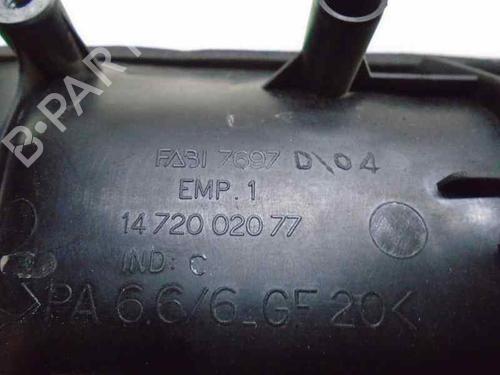 B-PARTS
FABI 7697 D\04
EMP. 1
14 720 020 77
IND: C
>PA 6.6/6_GF 20<